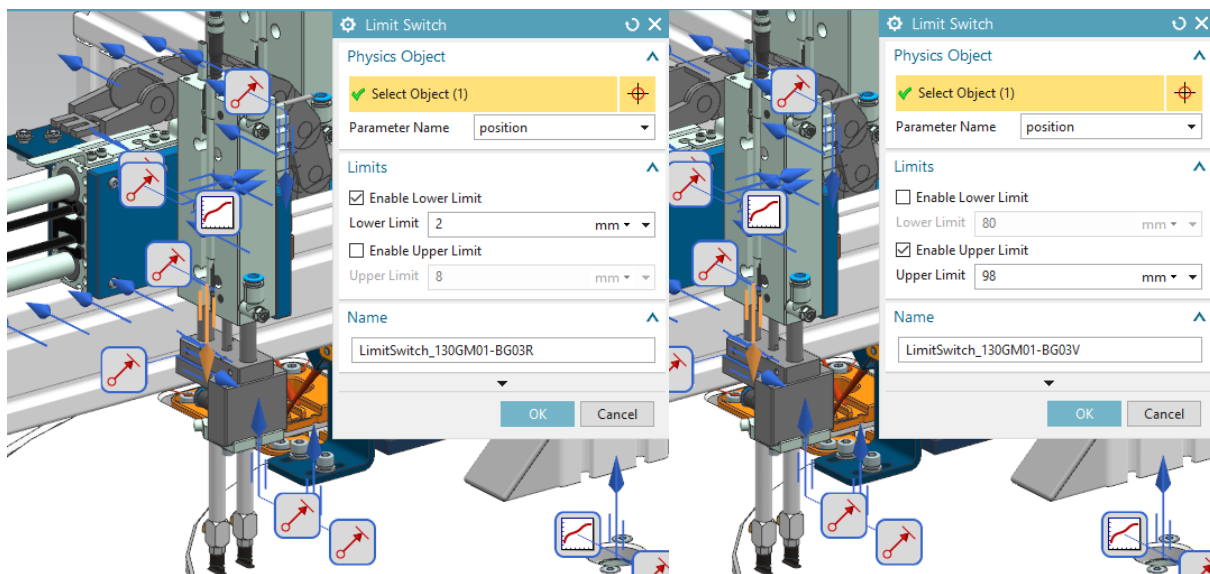 Limit Switch
Physics Object
Select Object (1)
Parameter Name position
Limits
Enable Lower Limit
Lower Limit 2 mm
Enable Upper Limit
Upper Limit 8 mm
Name
LimitSwitch_130GM01-BG03R
OK Cancel
Limit Switch
Physics Object
Select Object (1)
Parameter Name position
Limits
Enable Lower Limit
Lower Limit 80 mm
Enable Upper Limit
Upper Limit 98 mm
Name
LimitSwitch_130GM01-BG03V
OK Cancel